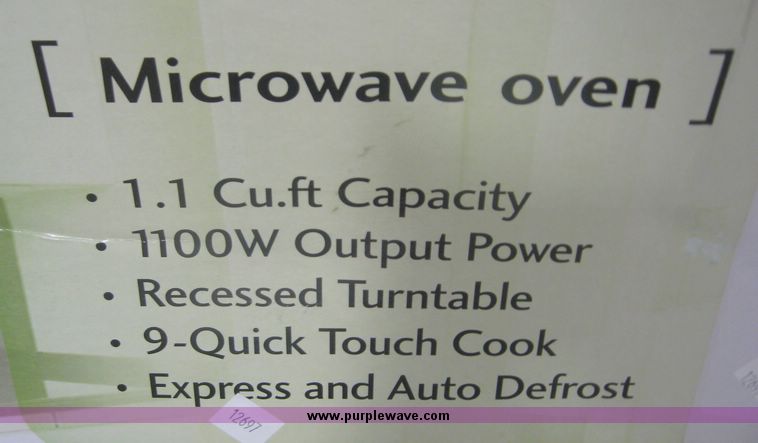 [ Microwave oven ]
• 1.1 Cu.ft Capacity
• 1100W Output Power
• Recessed Turntable
• 9-Quick Touch Cook
• Express and Auto Defrost
www.purplewave.com
12697